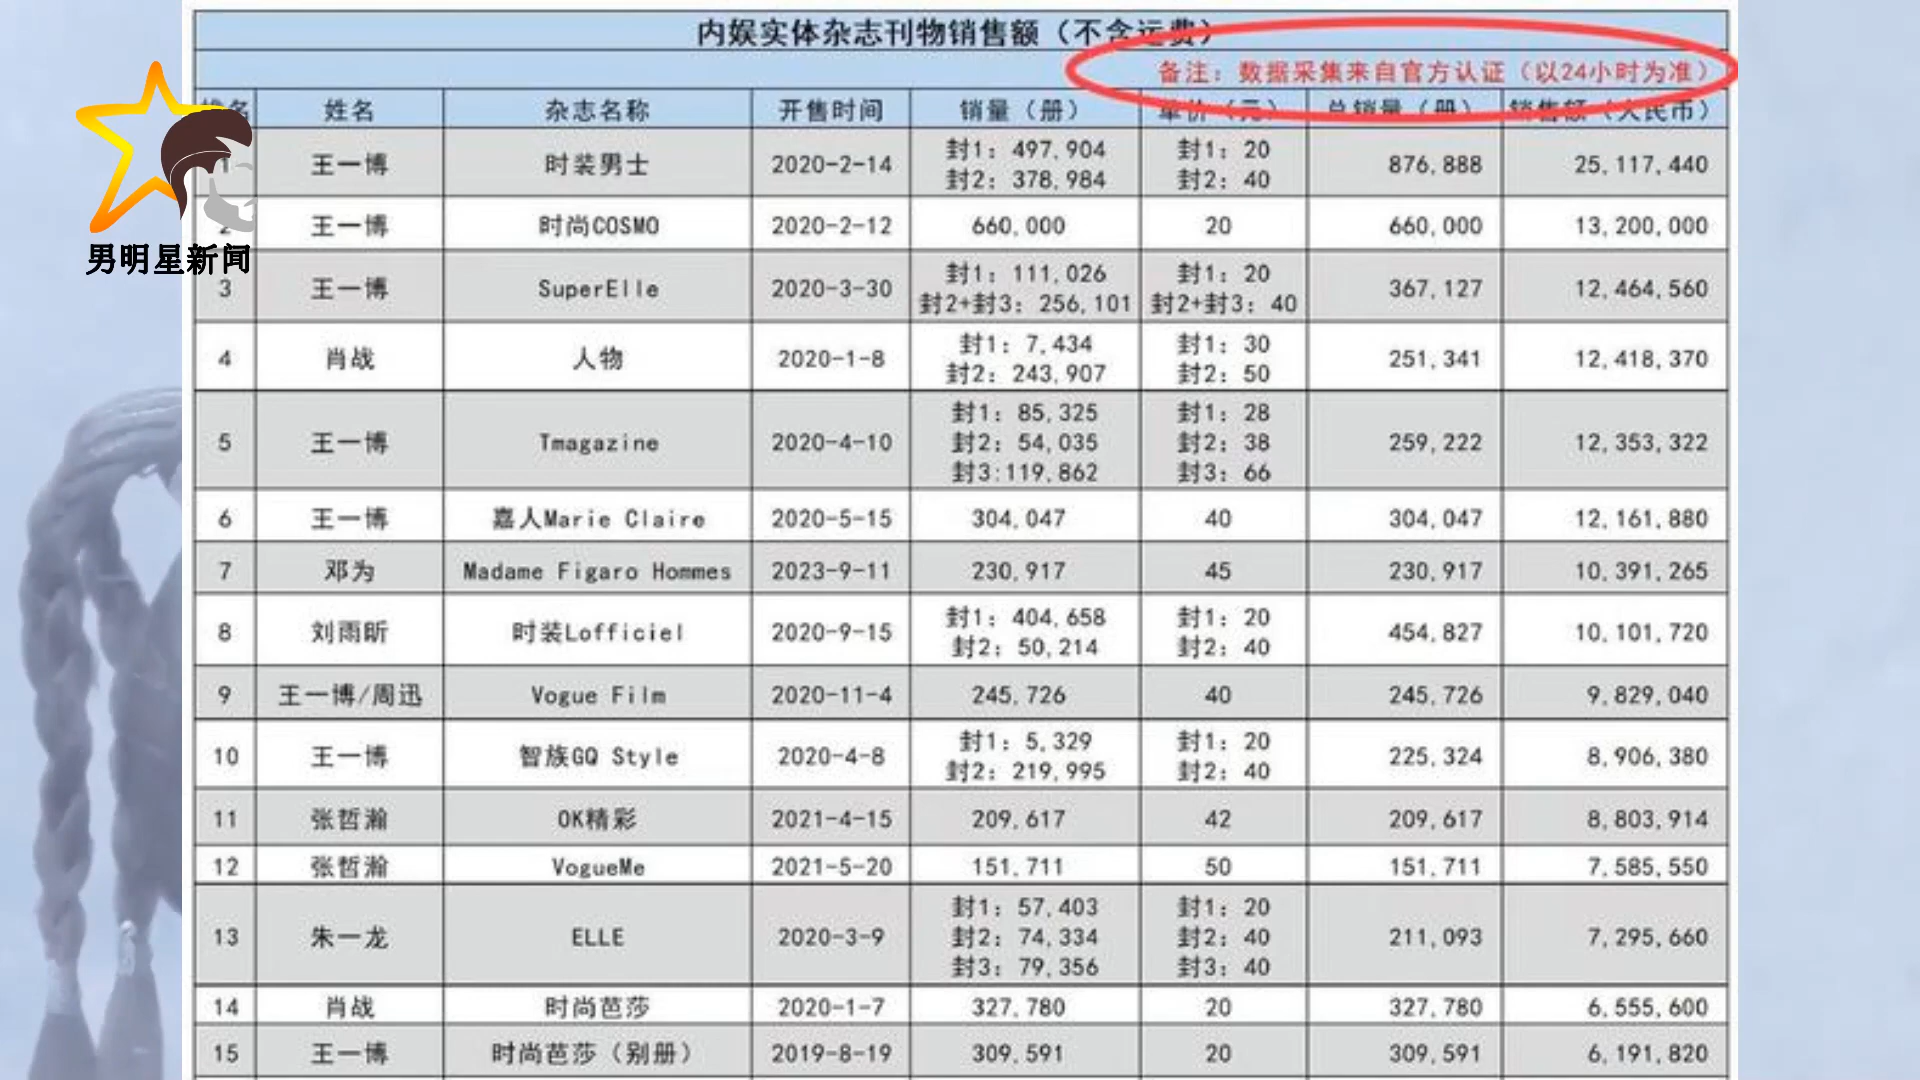 内娱实体杂志刊物销售额（不含运费）
备注：数据采集来自官方认证（以24小时为准）
排名 姓名 杂志名称 开售时间 销量（册） 单价（元） 总销量（册） 销售额（人民币）
1 王一博 时装男士 2020-2-14 封1: 497,904 封2: 378,984 封1: 20 封2: 40 876,888 25,117,440
2 王一博 时尚COSMO 2020-2-12 660,000 20 660,000 13,200,000
3 王一博 SuperElle 2020-3-30 封1: 111,026 封2+封3: 256,101 封1: 20 封2+封3: 40 367,127 12,464,560
4 肖战 人物 2020-1-8 封1: 7,434 封2: 243,907 封1: 30 封2: 50 251,341 12,418,370
5 王一博 Tmagazine 2020-4-10 封1: 85,325 封2: 54,035 封3:119,862 封1: 28 封2: 38 封3: 66 259,222 12,353,322
6 王一博 嘉人Marie Claire 2020-5-15 304,047 40 304,047 12,161,880
7 邓为 Madame Figaro Hommes 2023-9-11 230,917 45 230,917 10,391,265
8 刘雨昕 时装Lofficiel 2020-9-15 封1: 404,658 封2: 50,214 封1: 20 封2: 40 454,827 10,101,720
9 王一博/周迅 Vogue Film 2020-11-4 245,726 40 245,726 9,829,040
10 王一博 智族GQ Style 2020-4-8 封1: 5,329 封2: 219,995 封1: 20 封2: 40 225,324 8,906,380
11 张哲瀚 OK精彩 2021-4-15 209,617 42 209,617 8,803,914
12 张哲瀚 VogueMe 2021-5-20 151,711 50 151,711 7,585,550
13 朱一龙 ELLE 2020-3-9 封1: 57,403 封2: 74,334 封3: 79,356 封1: 20 封2: 40 封3: 40 211,093 7,295,660
14 肖战 时尚芭莎 2020-1-7 327,780 20 327,780 6,555,600
15 王一博 时尚芭莎（别册） 2019-8-19 309,591 20 309,591 6,191,820
男明星新闻